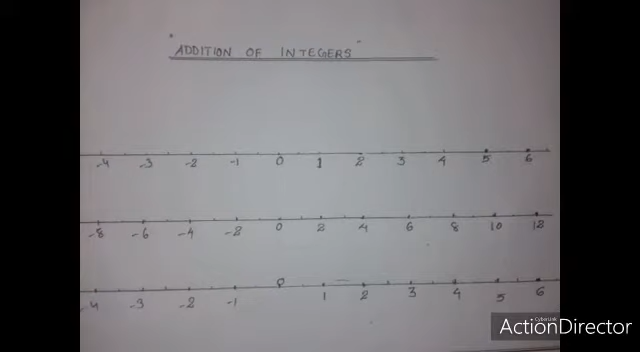 "ADDITION OF INTEGERS"
-4 -3 -2 -1 0 1 2 3 4 5 6
-8 -6 -4 -2 0 2 4 6 8 10 12
0
-4 -3 -2 -1 1 2 3 4 5 6
CyberLink
ActionDirector